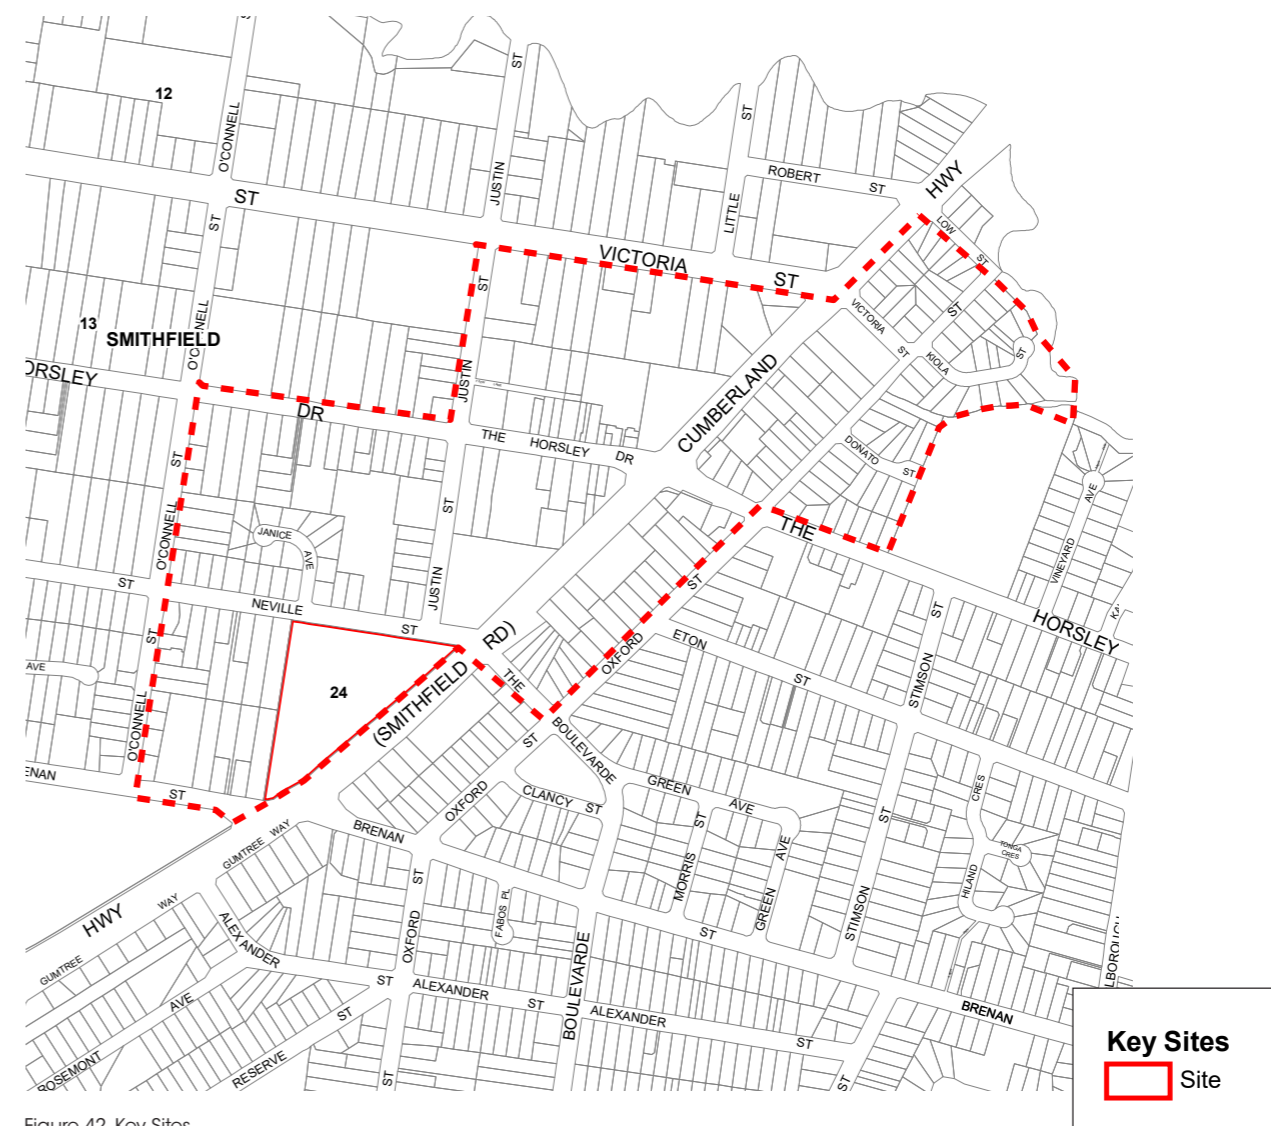 ST
12
O'CONNELL
ST
JUSTIN
ST
LITTLE
ROBERT ST
HWY
ST
ST
VICTORIA ST
LOW ST
ST
13
SMITHFIELD
O'CONNELL
ST
JUSTIN
CUMBERLAND
VICTORIA ST
ST
KIOLA ST
ORSLEY
DR
THE HORSLEY DR
DONATO ST
THE
HORSLEY
ST
O'CONNELL
ST
JUSTIN
JANICE
AVE
AVE
VINEYARD
ST
NEVILLE ST
ST
AVE
O'CONNELL
24
(SMITHFIELD RD)
THE
BOULEVARDE
ST
OXFORD
ETON ST
ST
STIMSON
ENAN
ST
ST
OXFORD
CLANCY ST
GREEN AVE
ST
MORRIS
AVE
GREEN
ST
STIMSON
CRES
HILAND
TONGA
CRES
GUMTREE WAY
BRENAN
ST
HWY
WAY
GUMTREE
ALEXANDER
ST
ST
OXFORD
FABOS PL
BOULEVARDE
LBOROUGH
AVE
ROSEMONT
ST
RESERVE
ALEXANDER ST
ALEXANDER
ST
BRENAN
ST
ST
Key Sites
Site
Figure 42 Key Sites